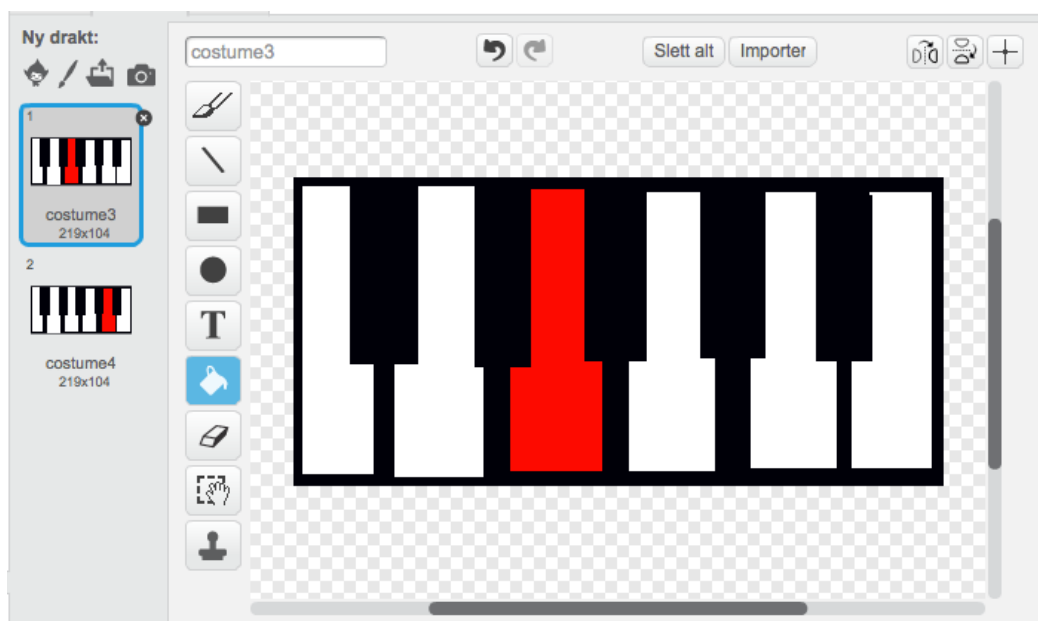 Ny drakt:
costume3
Slett alt
Importer
1
costume3
219x104
2
costume4
219x104
T